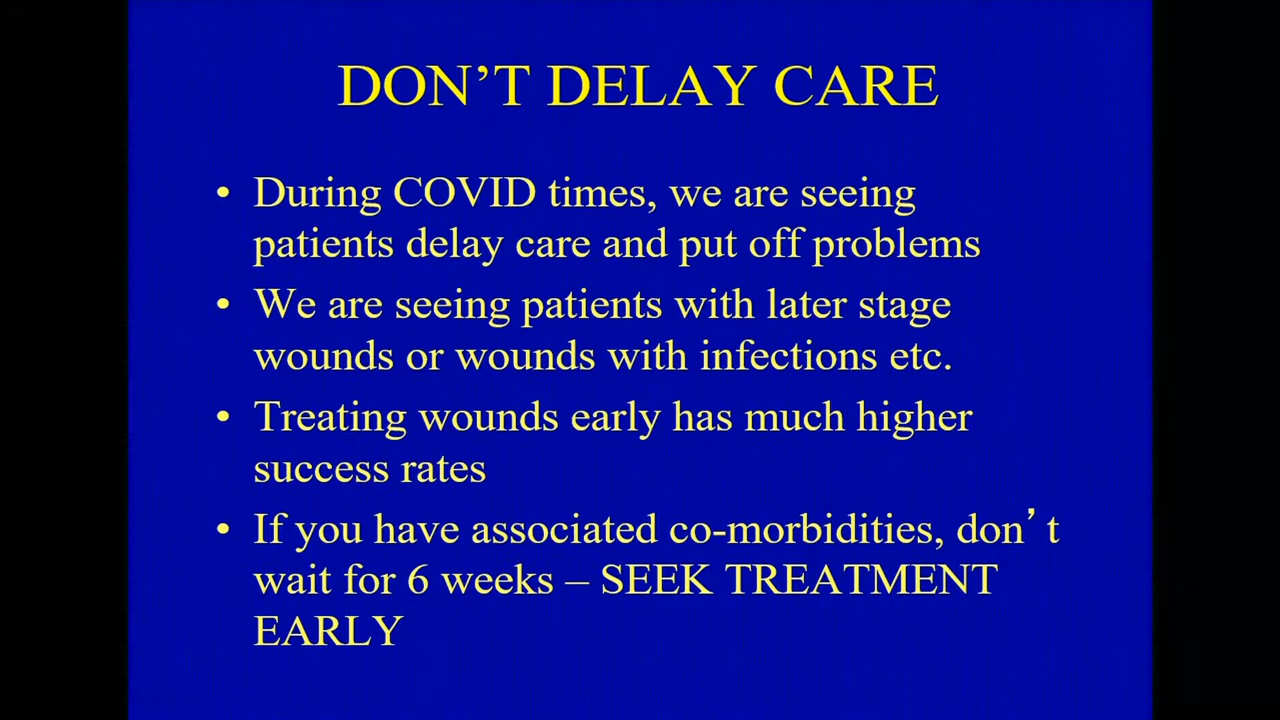 DON’T DELAY CARE
• During COVID times, we are seeing
patients delay care and put off problems
• We are seeing patients with later stage
wounds or wounds with infections etc.
• Treating wounds early has much higher
success rates
• If you have associated co-morbidities, don’t
wait for 6 weeks – SEEK TREATMENT
EARLY